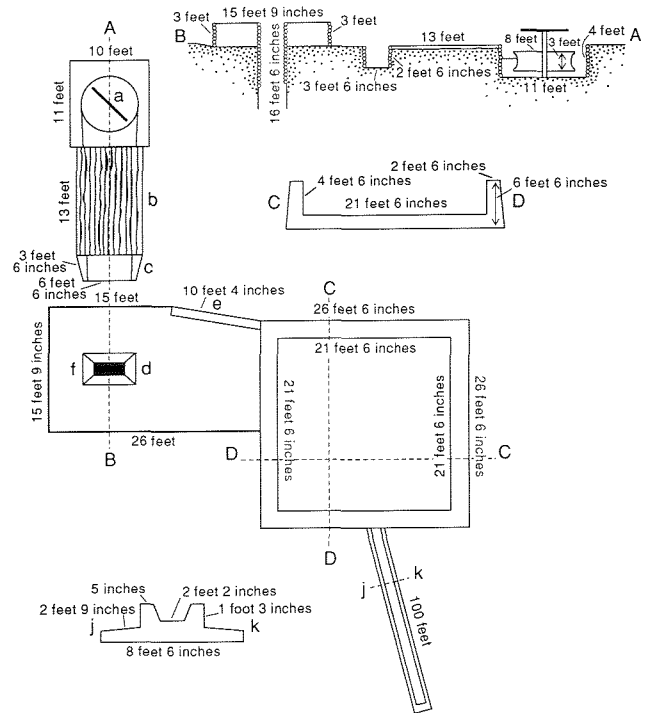 A
10 feet
11 feet
a
13 feet
b
3 feet
6 inches
c
6 feet
6 inches
15 feet
3 feet
15 feet 9 inches
3 feet
B
16 feet 6 inches
3 feet 6 inches
2 feet 6 inches
13 feet
8 feet
3 feet
4 feet
A
11 feet
2 feet 6 inches
4 feet 6 inches
6 feet 6 inches
C
21 feet 6 inches
D
10 feet 4 inches
e
C
26 feet 6 inches
21 feet 6 inches
15 feet 9 inches
f
d
21 feet 6 inches
21 feet 6 inches
26 feet 6 inches
26 feet
B
D
C
D
j
k
100 feet
5 inches
2 feet 2 inches
2 feet 9 inches
1 foot 3 inches
j
k
8 feet 6 inches